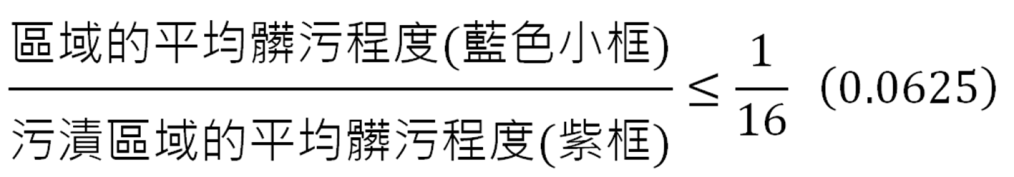 區域的平均髒污程度(藍色小框)
污漬區域的平均髒污程度(紫框)
≤ 1/16 (0.0625)